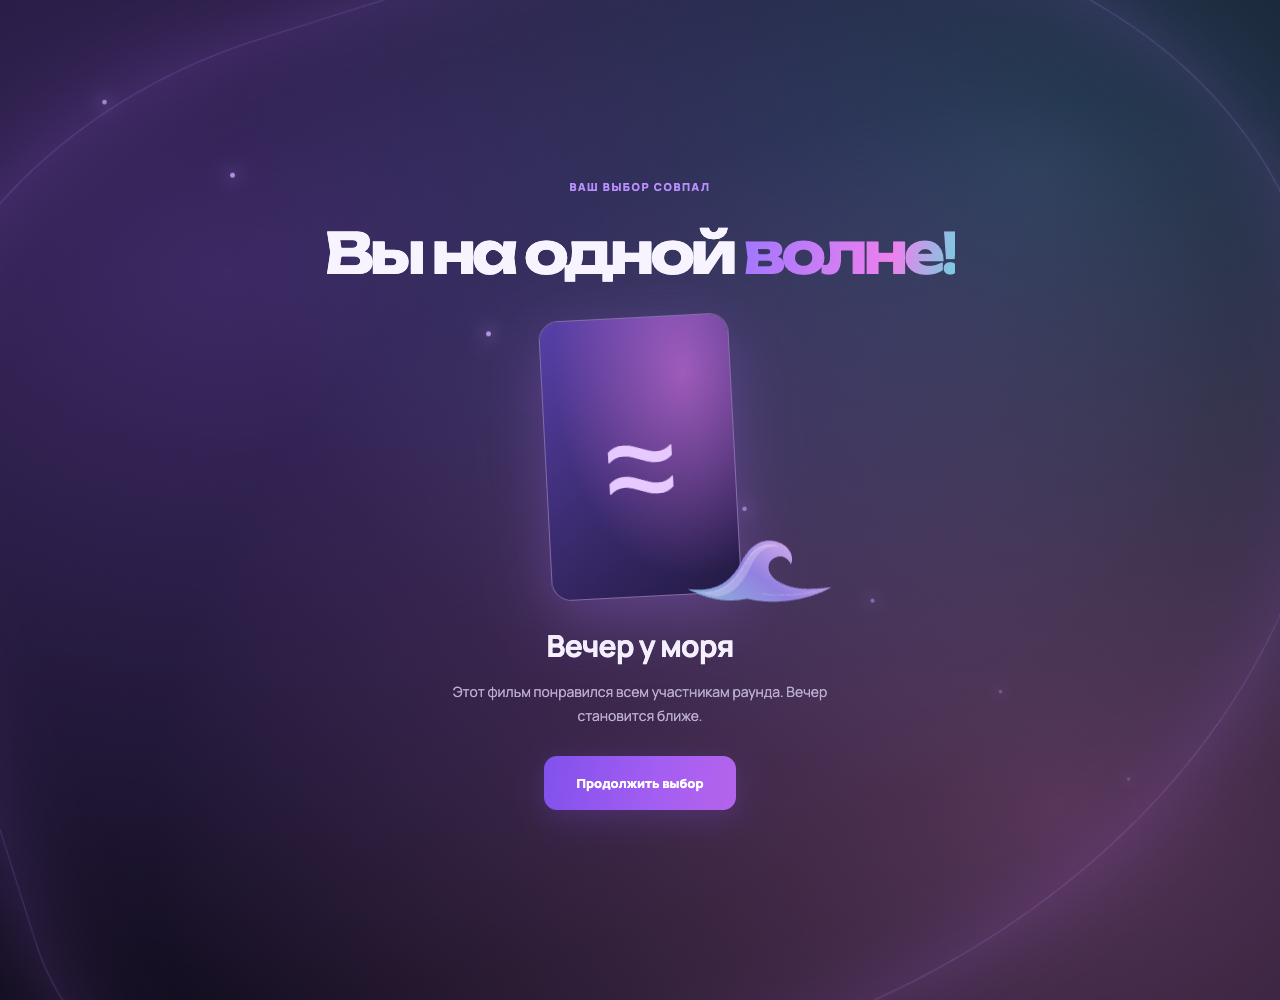 ВАШ ВЫБОР СОВПАЛ
Вы на одной волне!
≈
Вечер у моря
Этот фильм понравился всем участникам раунда. Вечер
становится ближе.
Продолжить выбор